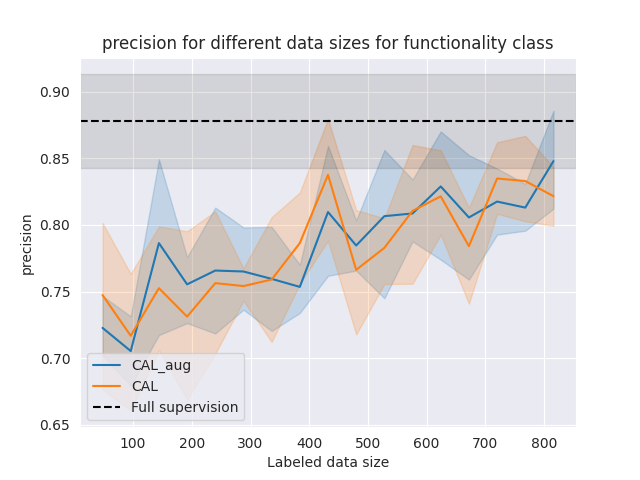 precision for different data sizes for functionality class
0.90
0.85
0.80
0.75
0.70
0.65
precision
CAL_aug
CAL
Full supervision
100 200 300 400 500 600 700 800
Labeled data size